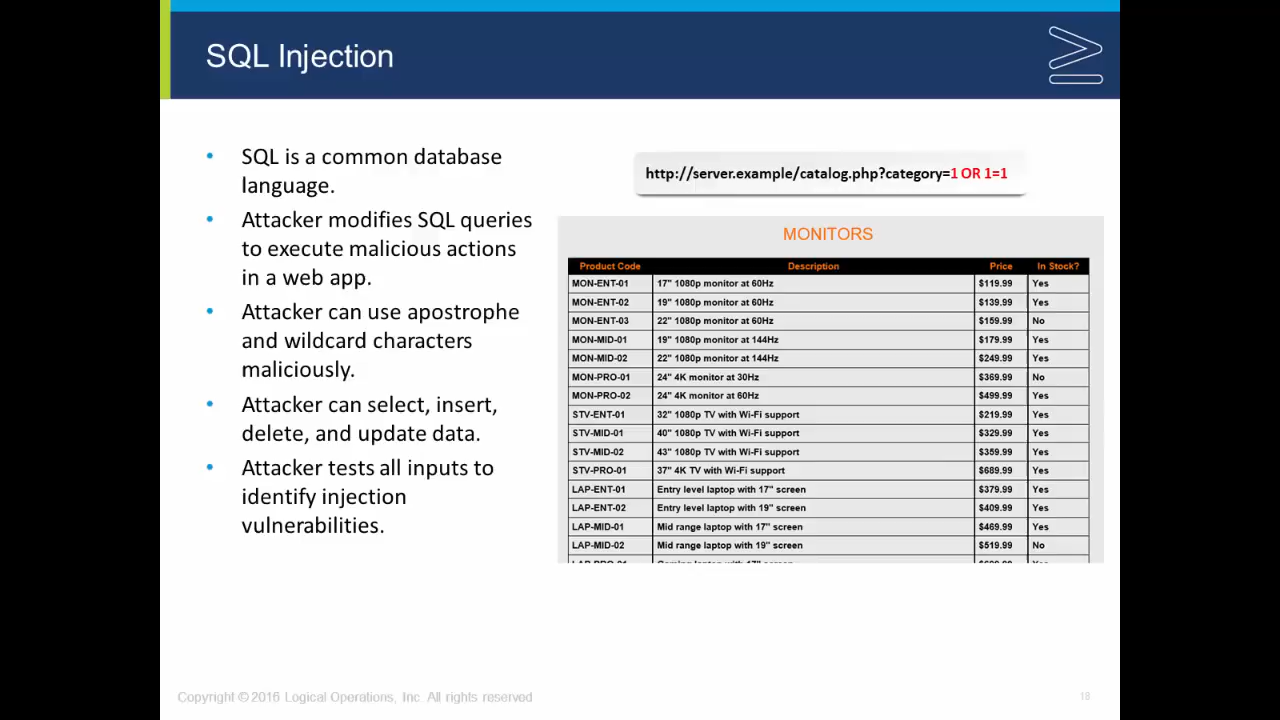 SQL Injection
• SQL is a common database
language.
• Attacker modifies SQL queries
to execute malicious actions
in a web app.
• Attacker can use apostrophe
and wildcard characters
maliciously.
• Attacker can select, insert,
delete, and update data.
• Attacker tests all inputs to
identify injection
vulnerabilities.
http://server.example/catalog.php?category=1 OR 1=1
MONITORS
Product Code Description Price In Stock?
MON-ENT-01 17" 1080p monitor at 60Hz $119.99 Yes
MON-ENT-02 19" 1080p monitor at 60Hz $139.99 Yes
MON-ENT-03 22" 1080p monitor at 60Hz $159.99 No
MON-MID-01 19" 1080p monitor at 144Hz $179.99 Yes
MON-MID-02 22" 1080p monitor at 144Hz $249.99 Yes
MON-PRO-01 24" 4K monitor at 30Hz $369.99 No
MON-PRO-02 24" 4K monitor at 60Hz $499.99 Yes
STV-ENT-01 32" 1080p TV with Wi-Fi support $219.99 Yes
STV-MID-01 40" 1080p TV with Wi-Fi support $329.99 Yes
STV-MID-02 43" 1080p TV with Wi-Fi support $359.99 Yes
STV-PRO-01 37" 4K TV with Wi-Fi support $689.99 Yes
LAP-ENT-01 Entry level laptop with 17" screen $379.99 Yes
LAP-ENT-02 Entry level laptop with 19" screen $409.99 Yes
LAP-MID-01 Mid range laptop with 17" screen $469.99 Yes
LAP-MID-02 Mid range laptop with 19" screen $519.99 No
Copyright © 2016 Logical Operations, Inc. All rights reserved
18